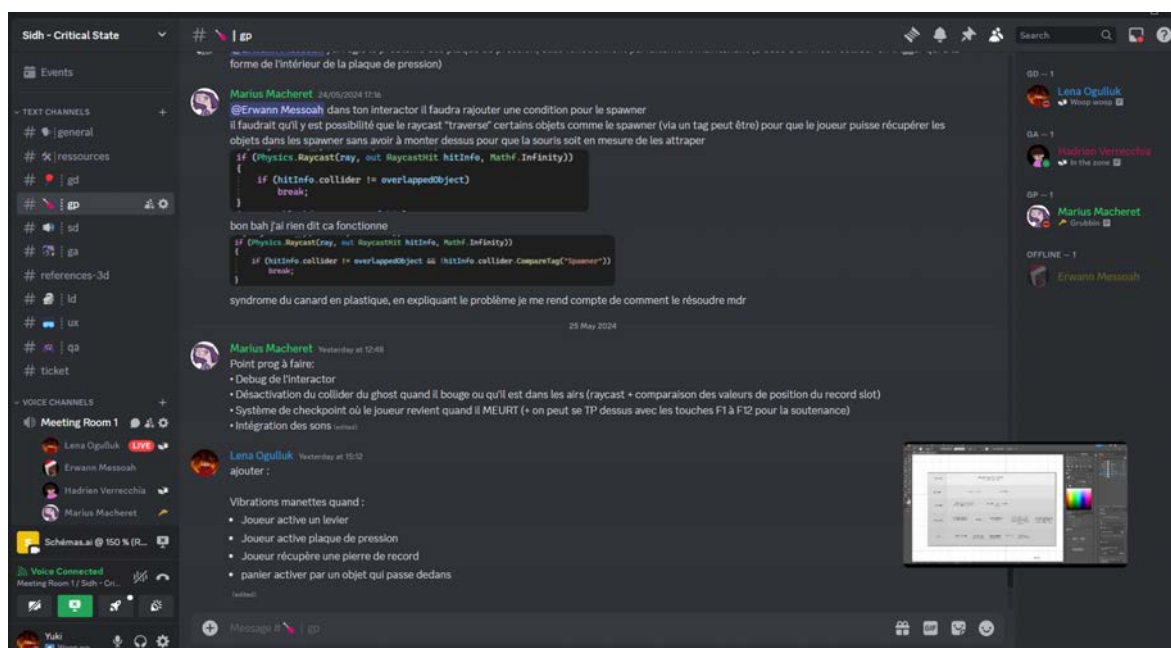 Sidh - Critical State
Events
TEXT CHANNELS
general
ressources
gd
gp
sd
ga
references-3d
ld
ux
qa
ticket
VOICE CHANNELS
Meeting Room 1
Lena Ogulluk LIVE
Erwann Messoah
Hadrien Verrecchia
Marius Macheret
Schémas.ai @ 150 % (R...
Voice Connected
Meeting Room 1 / Sidh - Cri...
Yuki
# | gp
forme de l'intérieur de la plaque de pression)
Marius Macheret 24/05/2024 17:16
@Erwann Messoah dans ton interactor il faudra rajouter une condition pour le spawner
il faudrait qu'il y est possibilité que le raycast "traverse" certains objets comme le spawner (via un tag peut être) pour que le joueur puisse récupérer les
objets dans les spawner sans avoir à monter dessus pour que la souris soit en mesure de les attraper
if (Physics.Raycast(ray, out RaycastHit hitInfo, Mathf.Infinity))
{
if (hitInfo.collider != overlappedObject)
break;
}
bon bah j'ai rien dit ca fonctionne
if (Physics.Raycast(ray, out RaycastHit hitInfo, Mathf.Infinity))
{
if (hitInfo.collider != overlappedObject && !hitInfo.collider.CompareTag("Spawner"))
break;
}
syndrome du canard en plastique, en expliquant le problème je me rend compte de comment le résoudre mdr
25 May 2024
Marius Macheret Yesterday at 12:48
Point prog à faire:
• Debug de l'interactor
• Désactivation du collider du ghost quand il bouge ou qu'il est dans les airs (raycast + comparaison des valeurs de position du record slot)
• Système de checkpoint où le joueur revient quand il MEURT (+ on peut se TP dessus avec les touches F1 à F12 pour la soutenance)
• Intégration des sons (edited)
Lena Ogulluk Yesterday at 15:12
ajouter :
Vibrations manettes quand :
• Joueur active un levier
• Joueur active plaque de pression
• Joueur récupère une pierre de record
• panier activer par un objet qui passe dedans
(edited)
Message # | gp
GIF
Search
GD — 1
Lena Ogulluk
Woop woop
GA — 1
Hadrien Verrecchia
In the zone
GP — 1
Marius Macheret
Grubbin
OFFLINE — 1
Erwann Messoah